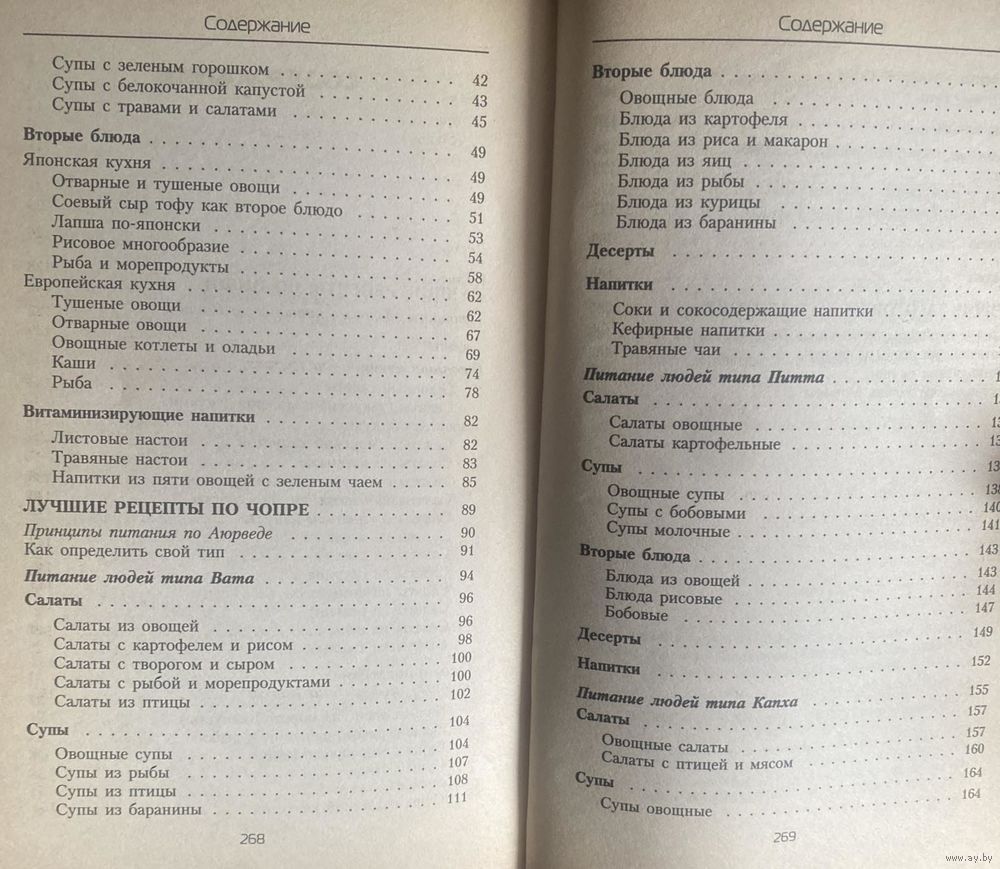 Содержание
Супы с зеленым горошком . . . . . . . . . . . . . 42
Супы с белокочанной капустой . . . . . . . . . . 43
Супы с травами и салатами . . . . . . . . . . . . 45
Вторые блюда . . . . . . . . . . . . . . . . . . . . 49
Японская кухня . . . . . . . . . . . . . . . . . . . 49
Отварные и тушеные овощи . . . . . . . . . . . . 49
Соевый сыр тофу как второе блюдо . . . . . . . . 51
Лапша по-японски . . . . . . . . . . . . . . . . . 53
Рисовое многообразие . . . . . . . . . . . . . . . 54
Рыба и морепродукты . . . . . . . . . . . . . . . 58
Европейская кухня . . . . . . . . . . . . . . . . . 62
Тушеные овощи . . . . . . . . . . . . . . . . . . 62
Отварные овощи . . . . . . . . . . . . . . . . . . 67
Овощные котлеты и оладьи . . . . . . . . . . . . 69
Каши . . . . . . . . . . . . . . . . . . . . . . . 74
Рыба . . . . . . . . . . . . . . . . . . . . . . . 78
Витаминизирующие напитки . . . . . . . . . . . . . 82
Листовые настои . . . . . . . . . . . . . . . . . 82
Травяные настои . . . . . . . . . . . . . . . . . 83
Напитки из пяти овощей с зеленым чаем . . . . . 85
ЛУЧШИЕ РЕЦЕПТЫ ПО ЧОПРЕ . . . . . . . . . . 89
Принципы питания по Аюрведе . . . . . . . . . . . 90
Как определить свой тип . . . . . . . . . . . . . . 91
Питание людей типа Вата . . . . . . . . . . . . . . 94
Салаты . . . . . . . . . . . . . . . . . . . . . . . 96
Салаты из овощей . . . . . . . . . . . . . . . . . 96
Салаты с картофелем и рисом . . . . . . . . . . . 98
Салаты с творогом и сыром . . . . . . . . . . . . 100
Салаты с рыбой и морепродуктами . . . . . . . . 100
Салаты из птицы . . . . . . . . . . . . . . . . . 102
Супы . . . . . . . . . . . . . . . . . . . . . . . . 104
Овощные супы . . . . . . . . . . . . . . . . . . . 104
Супы из рыбы . . . . . . . . . . . . . . . . . . . 107
Супы из птицы . . . . . . . . . . . . . . . . . . 108
Супы из баранины . . . . . . . . . . . . . . . . . 111
268
Содержание
Вторые блюда . . . . . . . . . . . . . . .
Овощные блюда . . . . . . . . . . . . .
Блюда из картофеля . . . . . . . . . . .
Блюда из риса и макарон . . . . . . . . .
Блюда из яиц . . . . . . . . . . . . . .
Блюда из рыбы . . . . . . . . . . . . .
Блюда из курицы . . . . . . . . . . . .
Блюда из баранины . . . . . . . . . . .
Десерты . . . . . . . . . . . . . . . . .
Напитки . . . . . . . . . . . . . . . . .
Соки и сокосодержащие напитки . . . . . .
Кефирные напитки . . . . . . . . . . . .
Травяные чаи . . . . . . . . . . . . . .
Питание людей типа Питта . . . . . . . . . 1
Салаты . . . . . . . . . . . . . . . . . . 1
Салаты овощные . . . . . . . . . . . . . 13
Салаты картофельные . . . . . . . . . . . 13
Супы . . . . . . . . . . . . . . . . . . . 13
Овощные супы . . . . . . . . . . . . . . 138
Супы с бобовыми . . . . . . . . . . . . . 140
Супы молочные . . . . . . . . . . . . . . 141
Вторые блюда . . . . . . . . . . . . . . . 143
Блюда из овощей . . . . . . . . . . . . . 143
Блюда рисовые . . . . . . . . . . . . . . 144
Бобовые . . . . . . . . . . . . . . . . . 147
Десерты . . . . . . . . . . . . . . . . . . 149
Напитки . . . . . . . . . . . . . . . . . . 152
Питание людей типа Капха . . . . . . . . . 155
Салаты . . . . . . . . . . . . . . . . . . 157
Овощные салаты . . . . . . . . . . . . . 157
Салаты с птицей и мясом . . . . . . . . . 160
Супы . . . . . . . . . . . . . . . . . . . 164
Супы овощные . . . . . . . . . . . . . . 164
269
www.ay.by